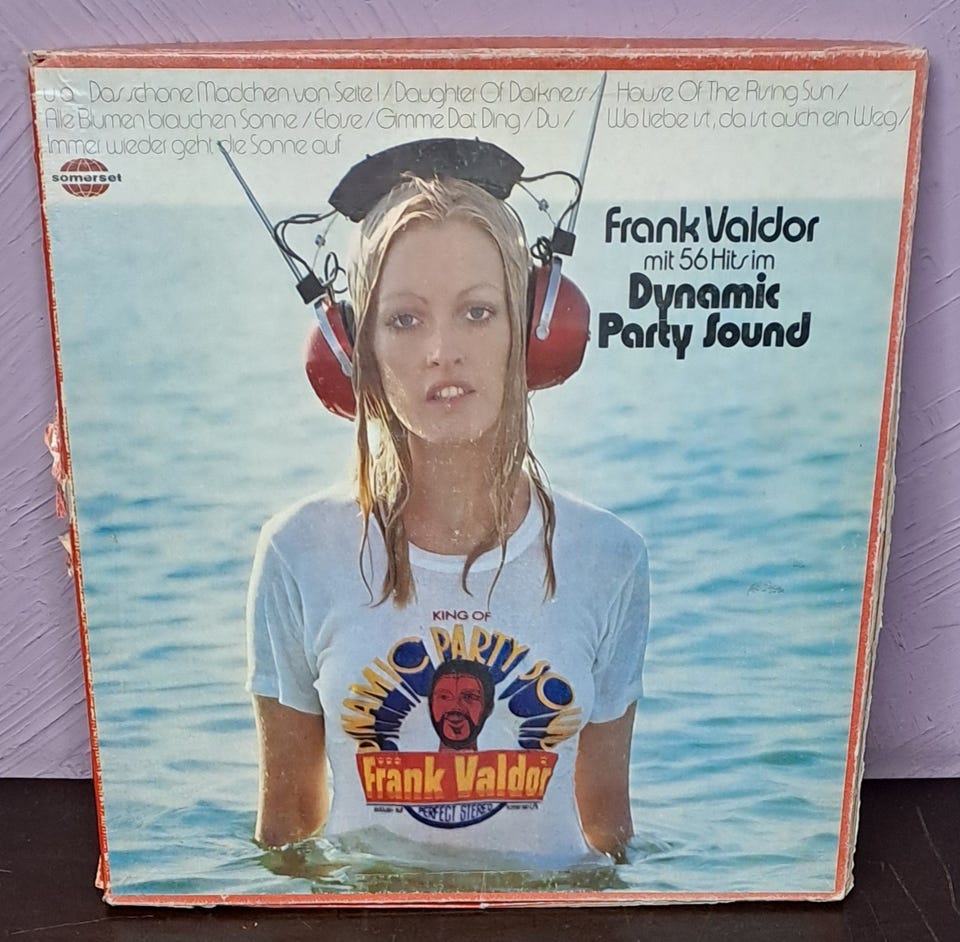 u.a. Das schöne Mädchen von Seite 1 / Daughter Of Darkness / House Of The Rising Sun /
Alle Blumen brauchen Sonne / Eloise / Gimme Dat Ding / Du / Wo Liebe ist, da ist auch ein Weg /
Immer wieder geht die Sonne auf
somerset
Frank Valdor
mit 56 Hits im
Dynamic
Party Sound
KING OF
DYNAMIC PARTY SOUND
Frank Valdor
PERFECT STEREO